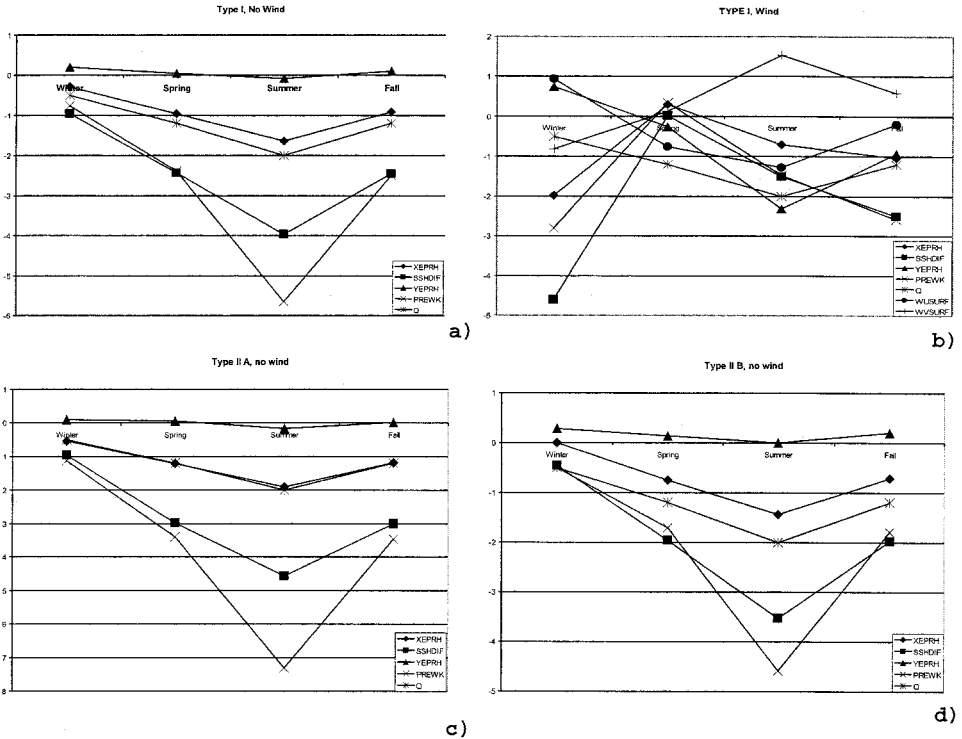 Type I, No Wind
1
0
-1
-2
-3
-4
-5
-6
Winter
Spring
Summer
Fall
XEPRH
SSHDIF
YEPRH
PREWK
Q
a)
TYPE I, Wind
2
1
0
-1
-2
-3
-4
-5
Winter
Spring
Summer
Fall
XEPRH
SSHDIF
YEPRH
PREWK
Q
WUSURF
WVSURF
b)
Type II A, no wind
1
0
1
2
3
4
5
6
7
8
Winter
Spring
Summer
Fall
XEPRH
SSHDIF
YEPRH
PREWK
Q
c)
Type II B, no wind
1
0
-1
-2
-3
-4
-5
Winter
Spring
Summer
Fall
XEPRH
SSHDIF
YEPRH
PREWK
Q
d)